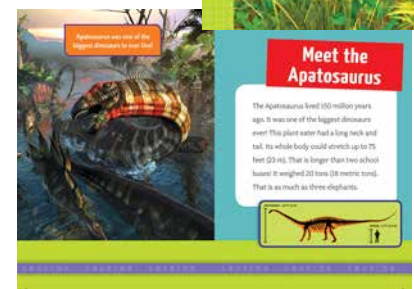 Apatosaurus was one of the
biggest dinosaurs to ever live!
Meet the
Apatosaurus
The Apatosaurus lived 150 million years
ago. It was one of the biggest dinosaurs
ever! This plant eater had a long neck and
tail. Its whole body could stretch up to 75
feet (23 m). That is longer than two school
buses! It weighed 20 tons (18 metric tons).
That is as much as three elephants.